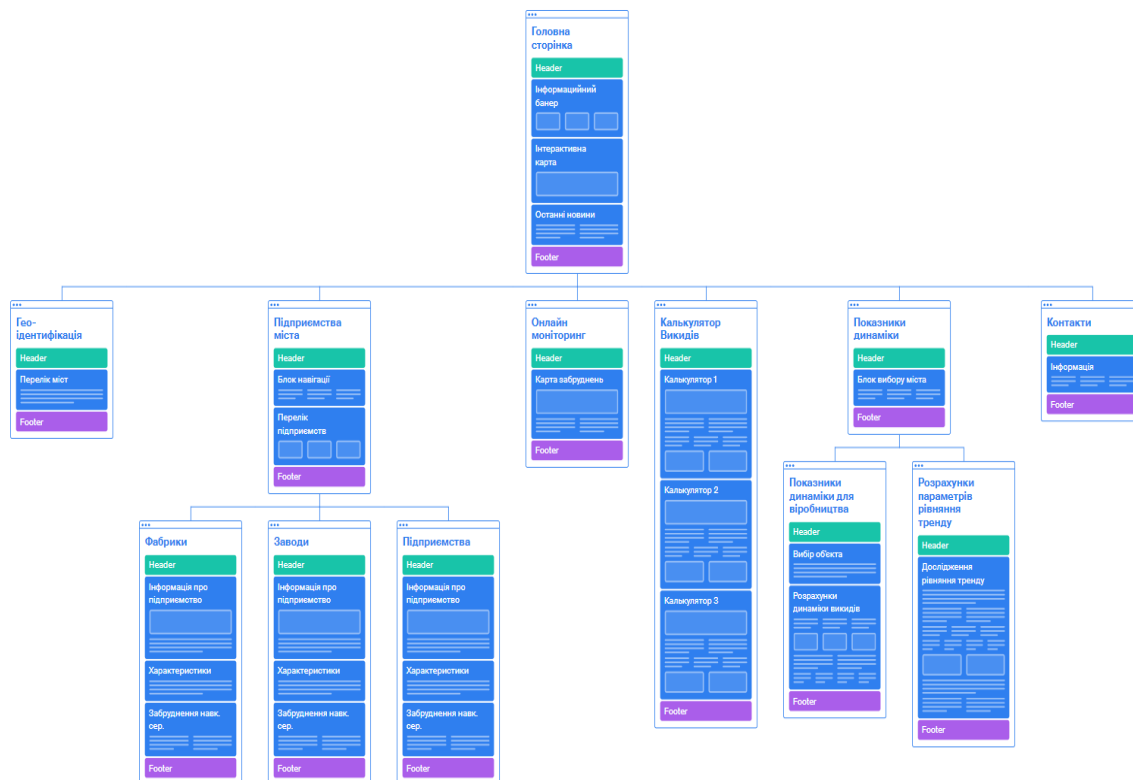 Головна
сторінка
Header
Інформаційний
банер
Інтерактивна
карта
Останні новини
Footer
Гео-
ідентифікація
Header
Перелік міст
Footer
Підприємства
міста
Header
Блок навігації
Перелік
підприємств
Footer
Онлайн
моніторинг
Header
Карта забруднень
Footer
Калькулятор
Викидів
Header
Калькулятор 1
Калькулятор 2
Калькулятор 3
Footer
Показники
динаміки
Header
Блок вибору міста
Footer
Контакти
Header
Інформація
Footer
Фабрики
Header
Інформація про
підприємство
Характеристики
Забруднення навк.
сер.
Footer
Заводи
Header
Інформація про
підприємство
Характеристики
Забруднення навк.
сер.
Footer
Підприємства
Header
Інформація про
підприємство
Характеристики
Забруднення навк.
сер.
Footer
Показники
динаміки для
віробництва
Header
Вибір об'єкта
Розрахунки
динаміки викидів
Footer
Розрахунки
параметрів
рівняння
тренду
Header
Дослідження
рівняння тренду
Footer